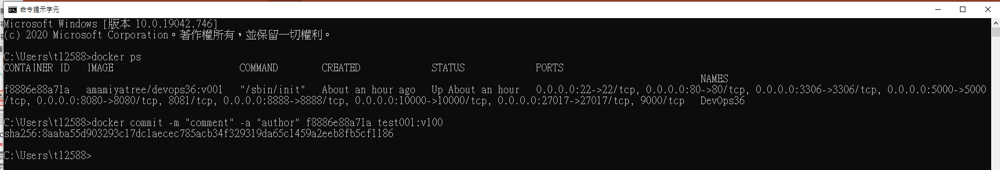 命令提示字元
Microsoft Windows [版本 10.0.19042.746]
(c) 2020 Microsoft Corporation。著作權所有，並保留一切權利。
C:\Users\t12588>docker ps
CONTAINER ID   IMAGE                       COMMAND        CREATED             STATUS             PORTS
NAMES
f8886e88a71a   amamiyatree/devops36:v001   "/sbin/init"   About an hour ago   Up About an hour   0.0.0.0:22->22/tcp, 0.0.0.0:80->80/tcp, 0.0.0.0:3306->3306/tcp, 0.0.0.0:5000->5000
/tcp, 0.0.0.0:8080->8080/tcp, 8081/tcp, 0.0.0.0:8888->8888/tcp, 0.0.0.0:10000->10000/tcp, 0.0.0.0:27017->27017/tcp, 9000/tcp   DevOps36
C:\Users\t12588>docker commit -m "comment" -a "author" f8886e88a71a test001:v100
sha256:8aaba55d903293c17dc1aecec785acb34f329319da65c1459a2eeb8fb5cf1186
C:\Users\t12588>